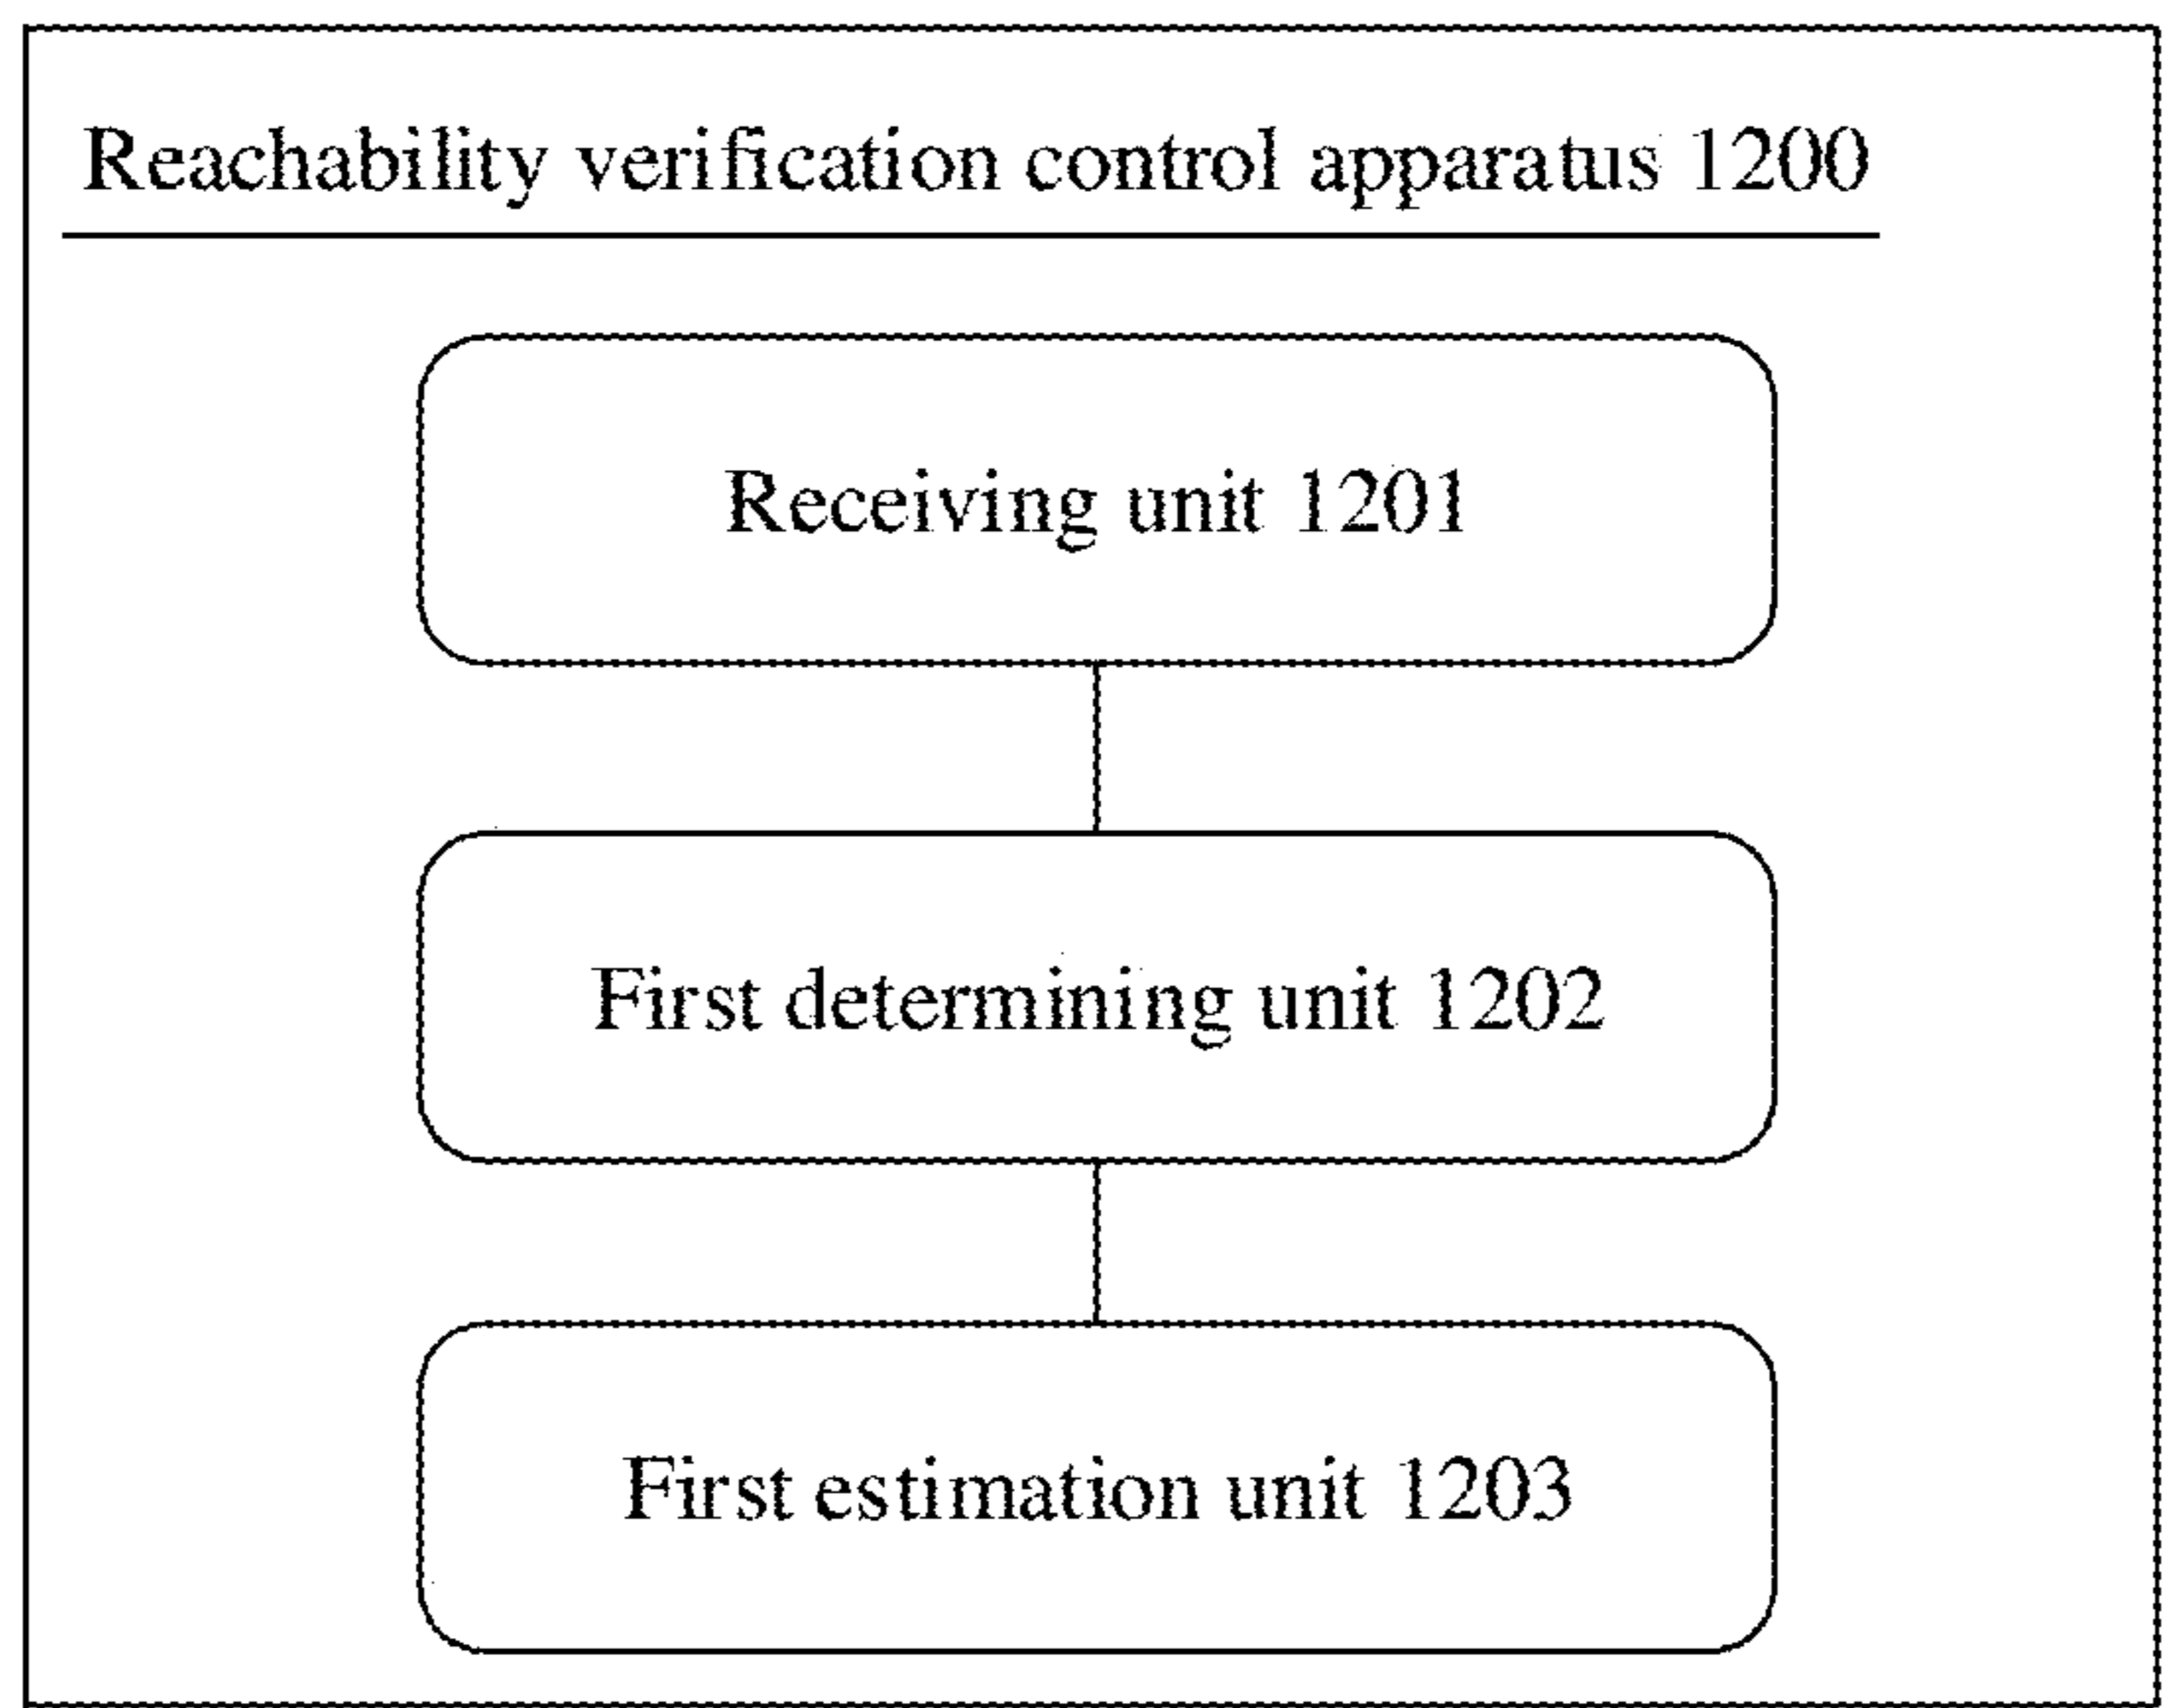 Reachability verification control apparatus 1200
Receiving unit 1201
First determining unit 1202
First estimation unit 1203